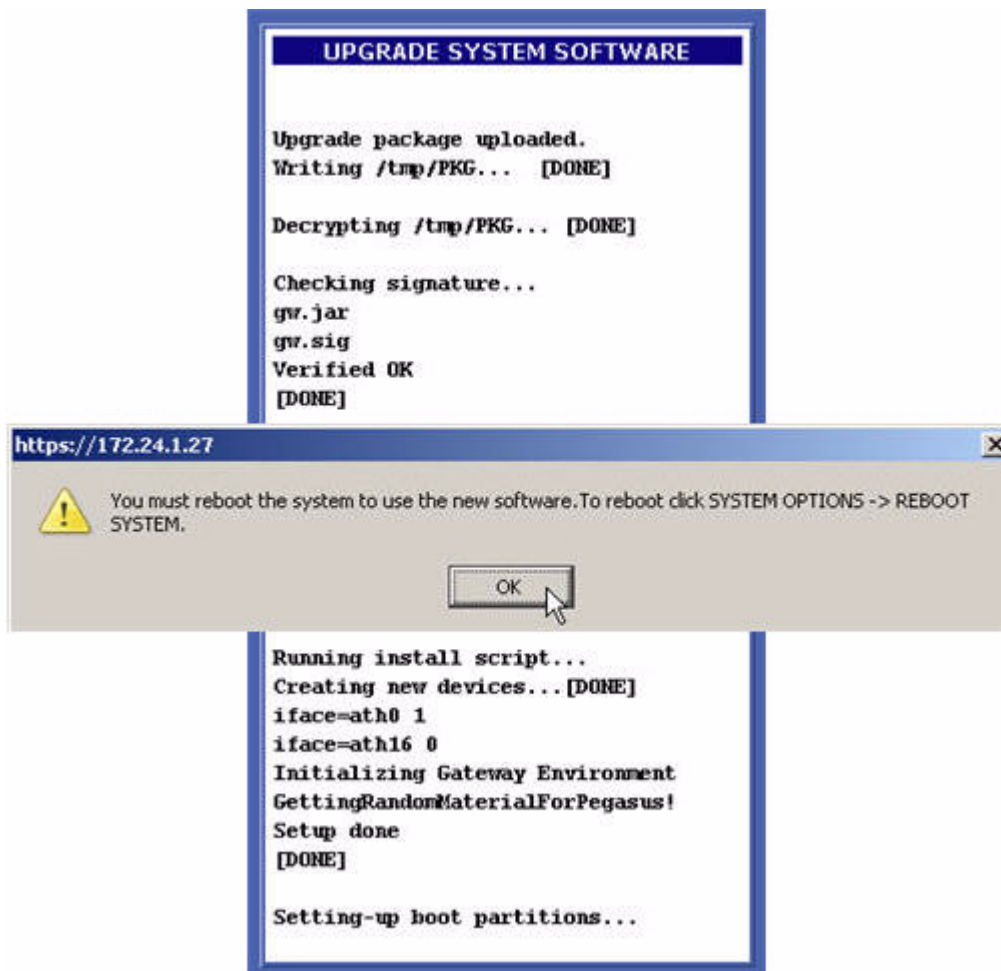 UPGRADE SYSTEM SOFTWARE
Upgrade package uploaded.
Writing /tmp/PKG... [DONE]
Decrypting /tmp/PKG... [DONE]
Checking signature...
gw.jar
gw.sig
Verified OK
[DONE]
https://172.24.1.27
You must reboot the system to use the new software.To reboot click SYSTEM OPTIONS -> REBOOT
SYSTEM.
OK
Running install script...
Creating new devices...[DONE]
iface=ath0 1
iface=ath16 0
Initializing Gateway Environment
GettingRandomMaterialForPegasus!
Setup done
[DONE]
Setting-up boot partitions...